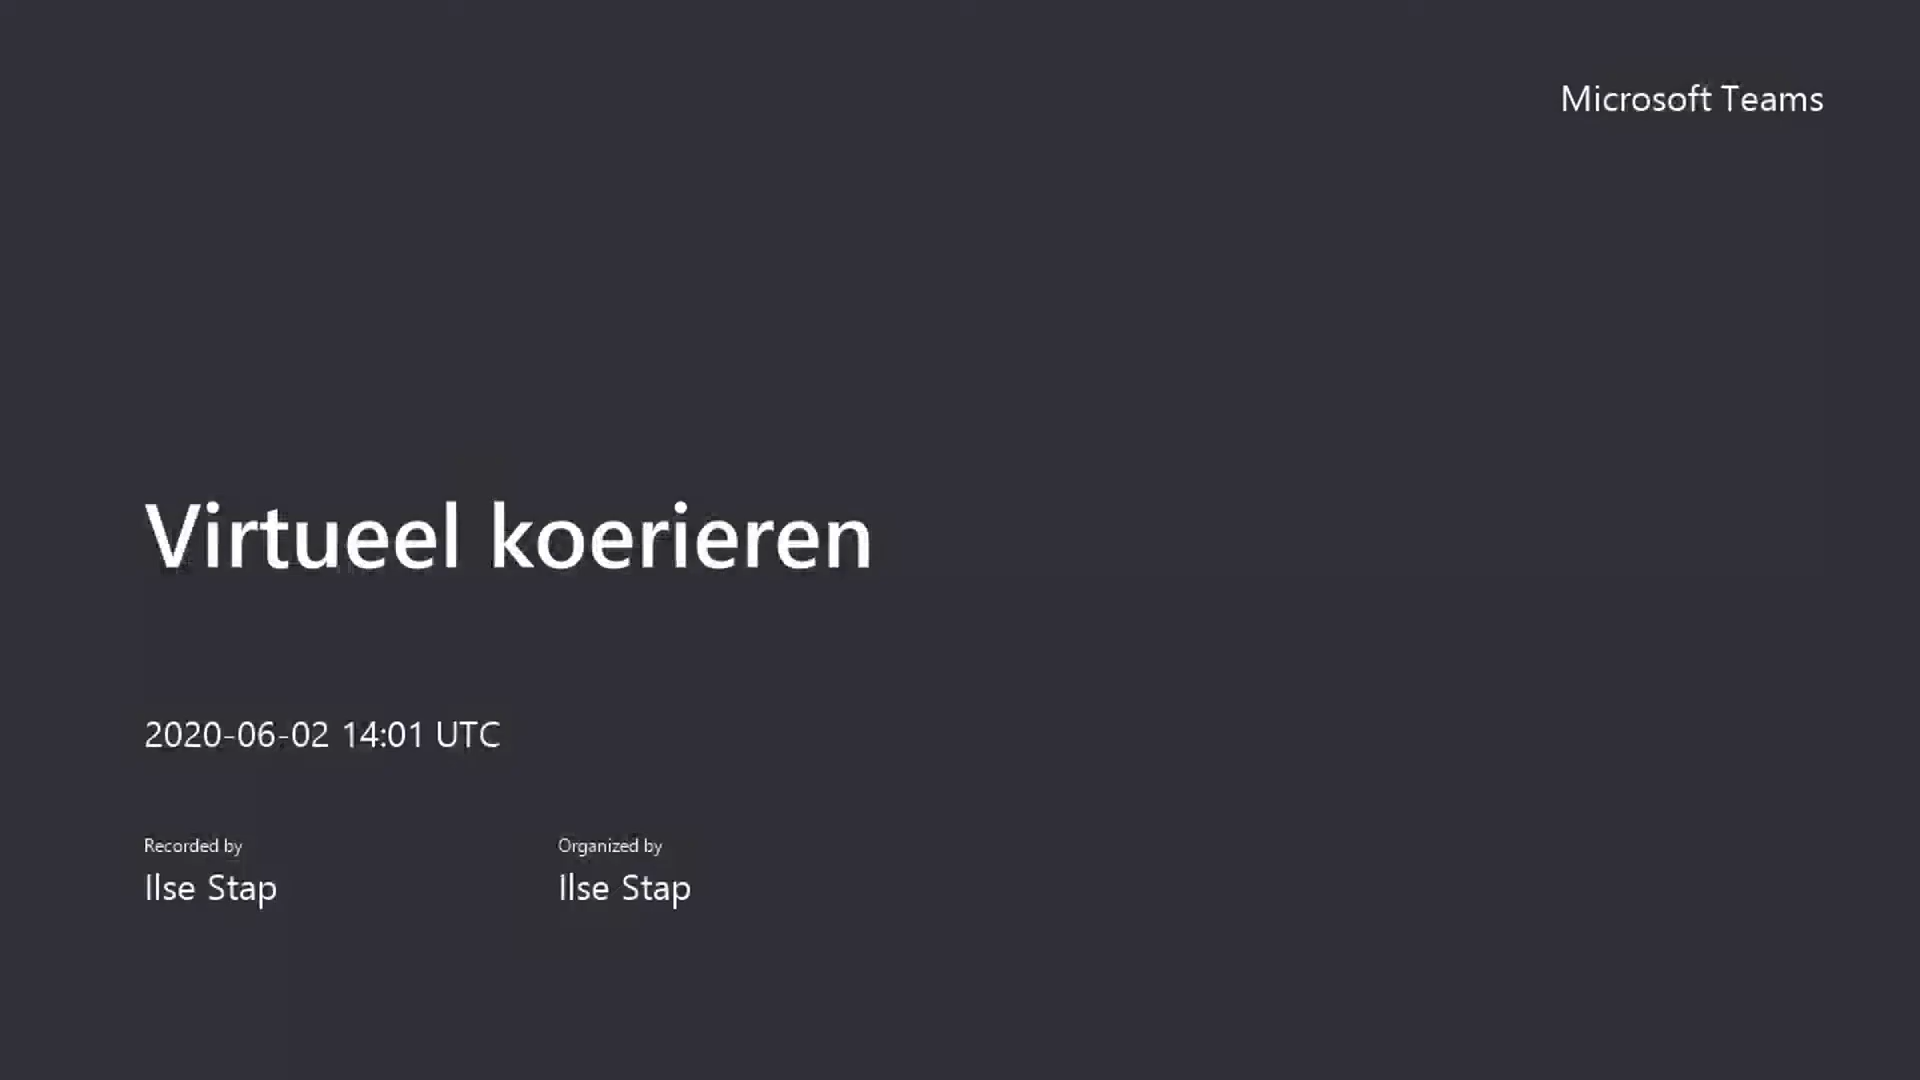 Microsoft Teams
Virtueel koerieren
2020-06-02 14:01 UTC
Recorded by
Ilse Stap
Organized by
Ilse Stap